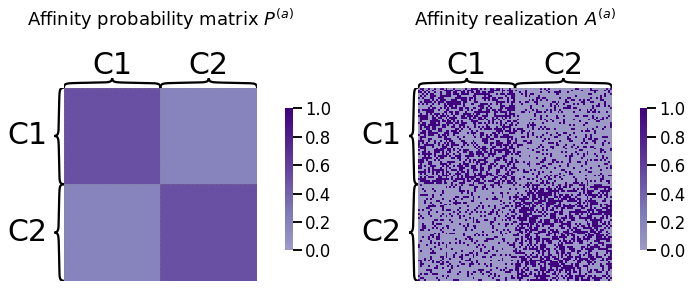 Affinity probability matrix P^(a)
C1 C2
C1
C2
1.0
0.8
0.6
0.4
0.2
0.0
Affinity realization A^(a)
C1 C2
C1
C2
1.0
0.8
0.6
0.4
0.2
0.0